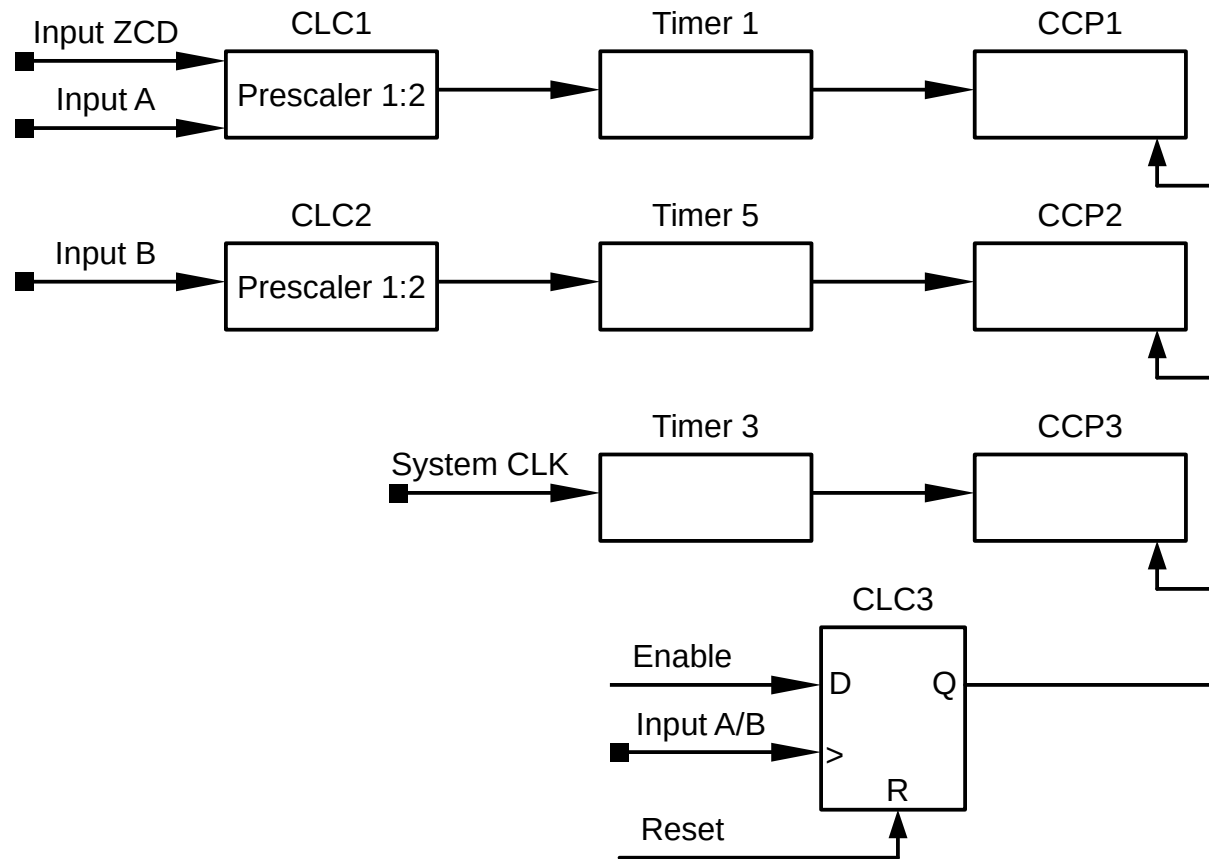 CLC1
Timer 1
CCP1
Input ZCD
Prescaler 1:2
Input A
CLC2
Timer 5
CCP2
Input B
Prescaler 1:2
Timer 3
CCP3
System CLK
CLC3
Enable
D
Q
Input A/B
>
R
Reset